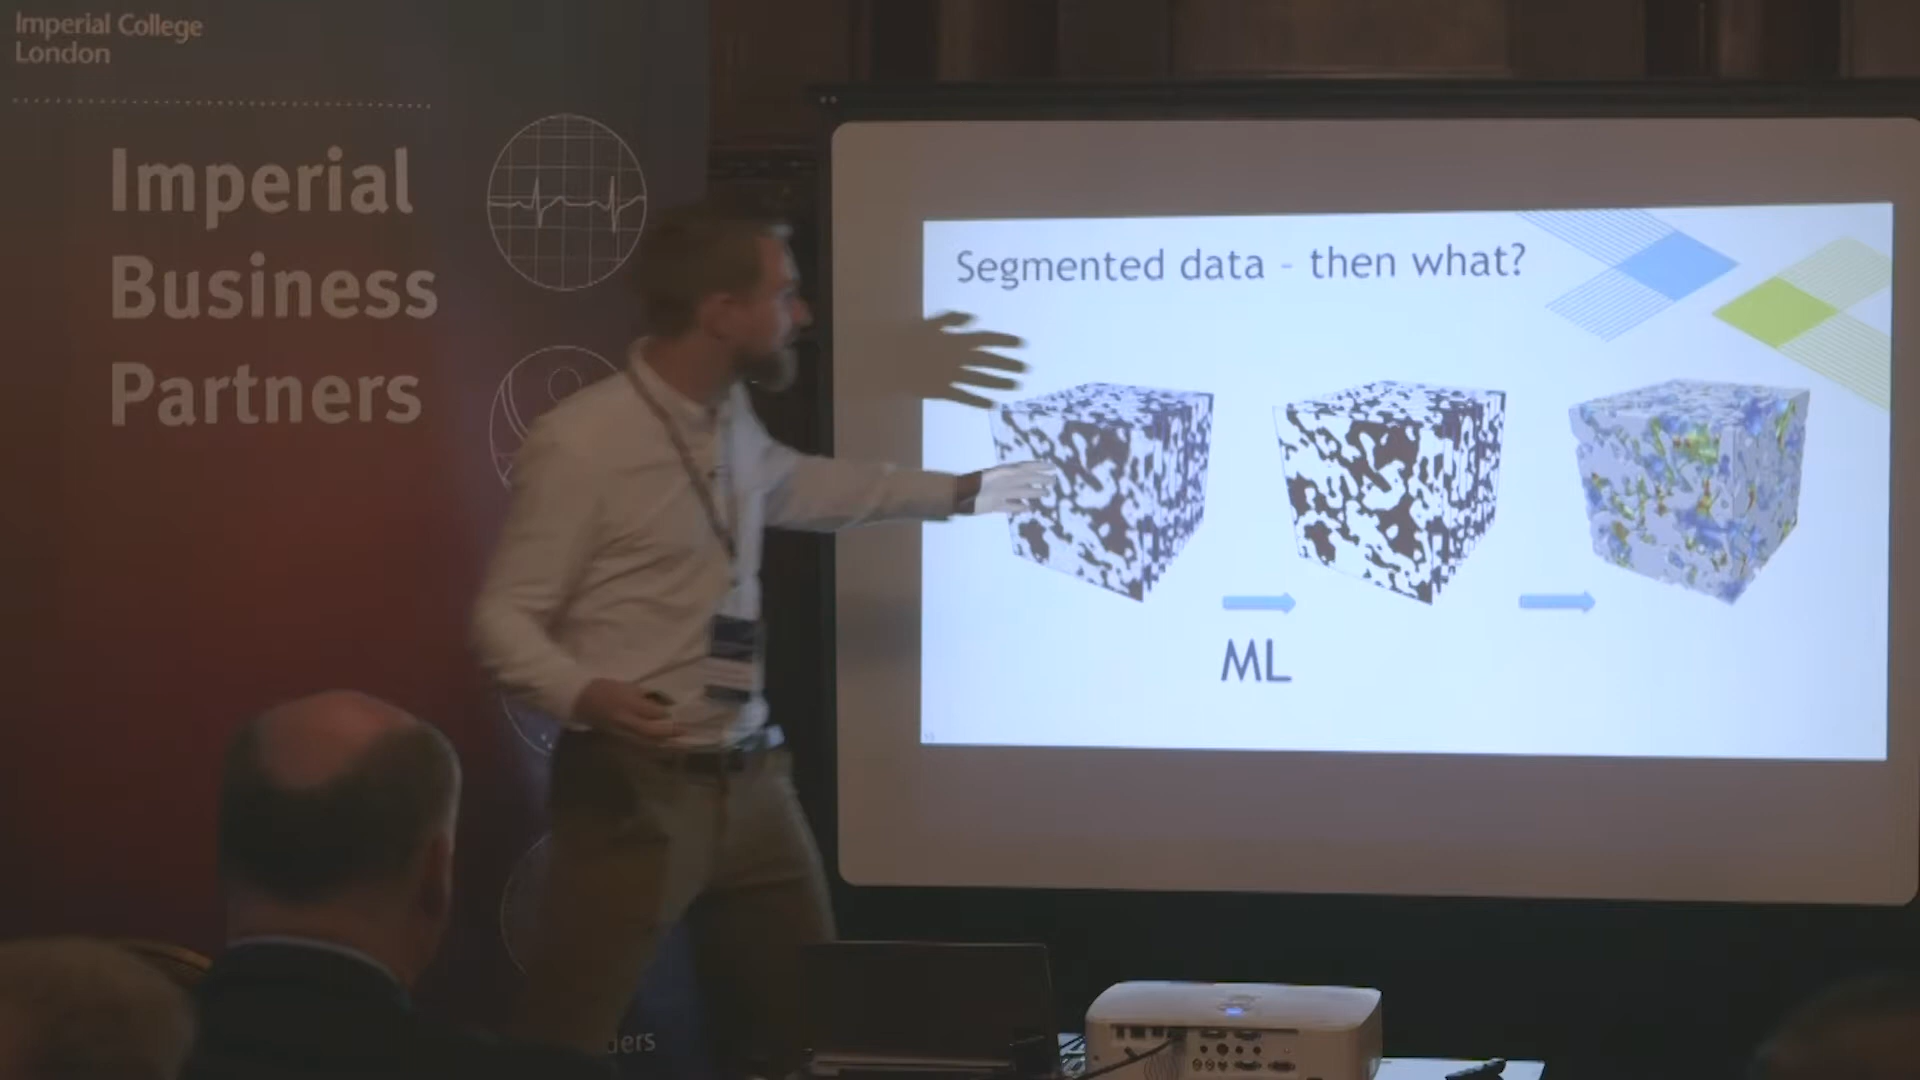 Imperial College
London
Imperial
Business
Partners
Segmented data - then what?
ML